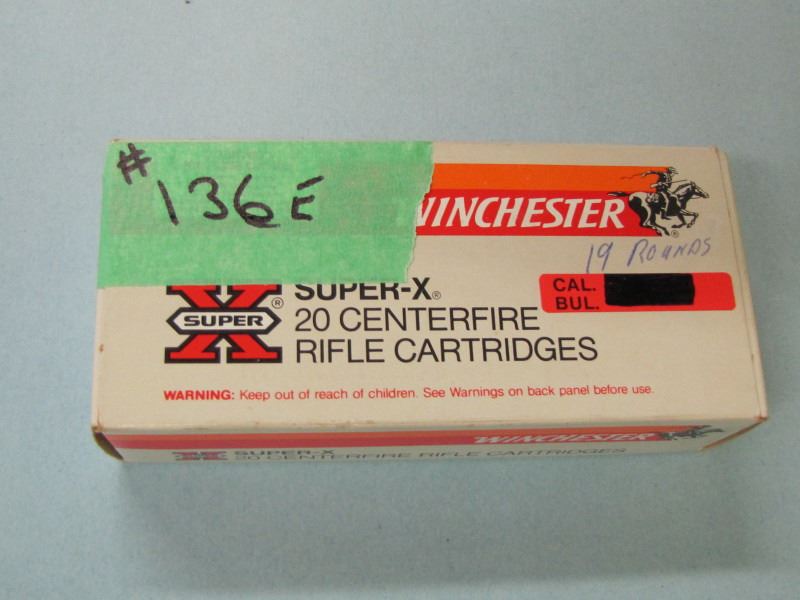 # 136E
WINCHESTER
®
19 ROUNDS
SUPER-X®
CAL.
BUL.
X ®
SUPER
20 CENTERFIRE
RIFLE CARTRIDGES
WARNING: Keep out of reach of children. See Warnings on back panel before use.
WINCHESTER
X SUPER-X
20 CENTERFIRE RIFLE CARTRIDGES